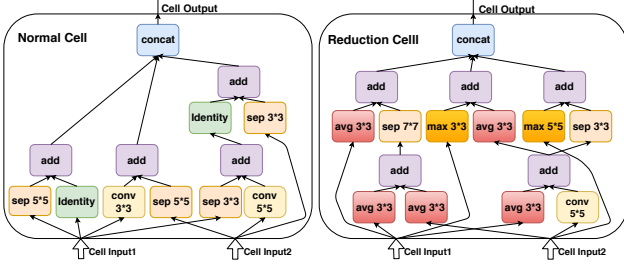 Cell Output
Normal Cell
concat
add
Identity
sep 3*3
add
add
add
sep 5*5
Identity
conv
3*3
sep 5*5
sep 3*3
conv
5*5
Cell Input1
Cell Input2
Cell Output
Reduction Celll
concat
add
add
add
avg 3*3
sep 7*7
max 3*3
avg 3*3
max 5*5
sep 3*3
add
add
avg 3*3
avg 3*3
avg 3*3
conv
5*5
Cell Input1
Cell Input2